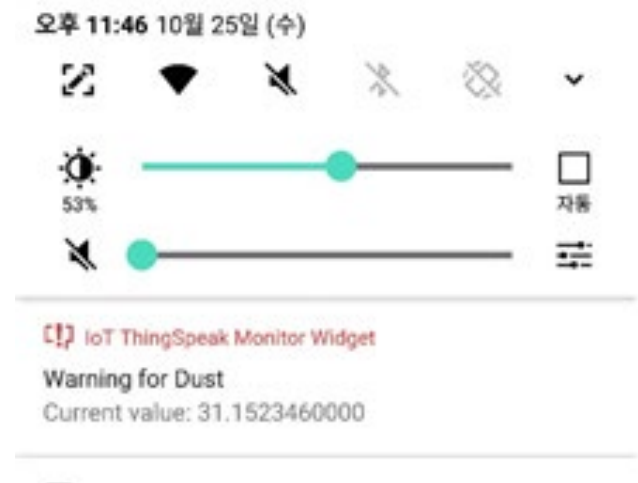 오후 11:46 10월 25일 (수)
53%
자동
IoT ThingSpeak Monitor Widget
Warning for Dust
Current value: 31.1523460000